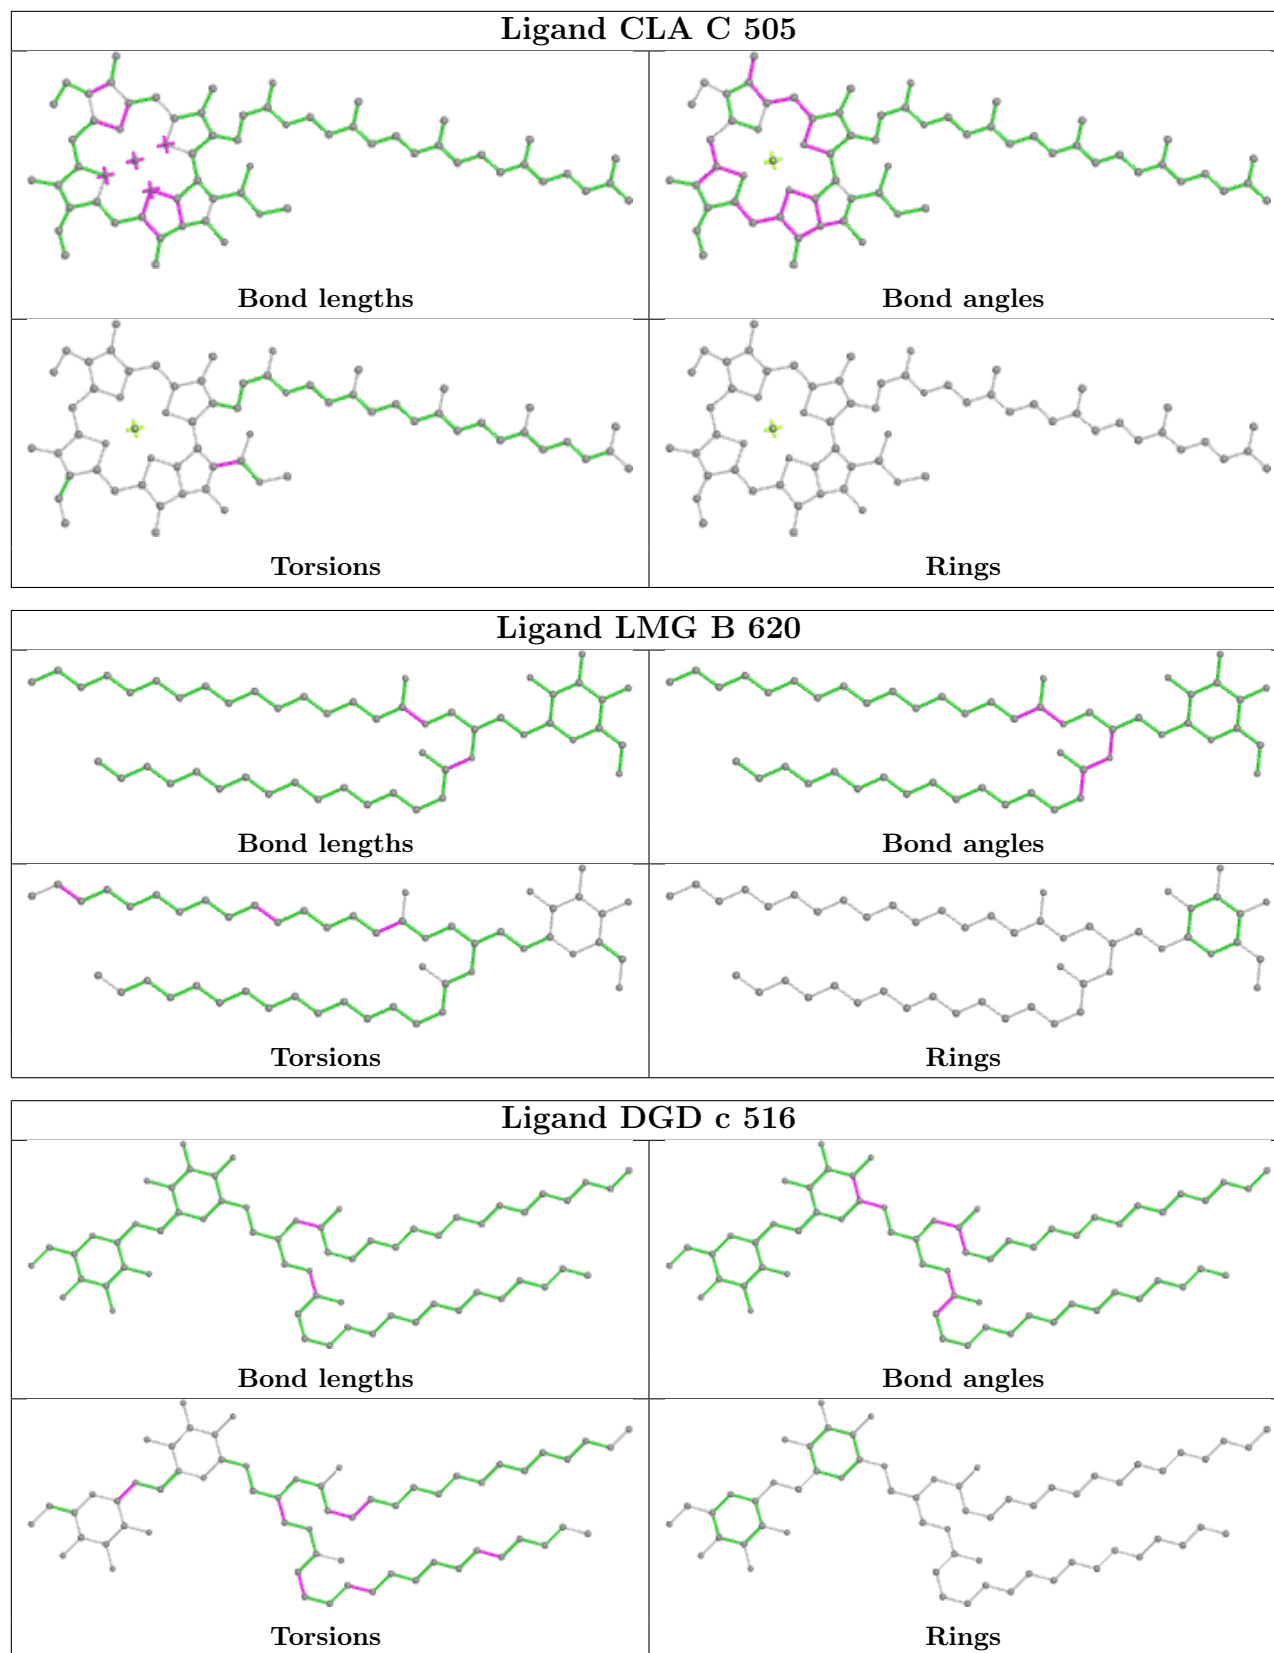 Ligand CLA C 505
Bond lengths
Bond angles
Torsions
Rings
Ligand LMG B 620
Bond lengths
Bond angles
Torsions
Rings
Ligand DGD c 516
Bond lengths
Bond angles
Torsions
Rings